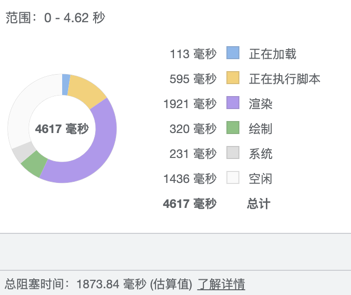 范围：0 - 4.62 秒
113 毫秒 正在加载
595 毫秒 正在执行脚本
1921 毫秒 渲染
4617 毫秒
320 毫秒 绘制
231 毫秒 系统
1436 毫秒 空闲
4617 毫秒 总计
总阻塞时间：1873.84 毫秒 (估算值) 了解详情